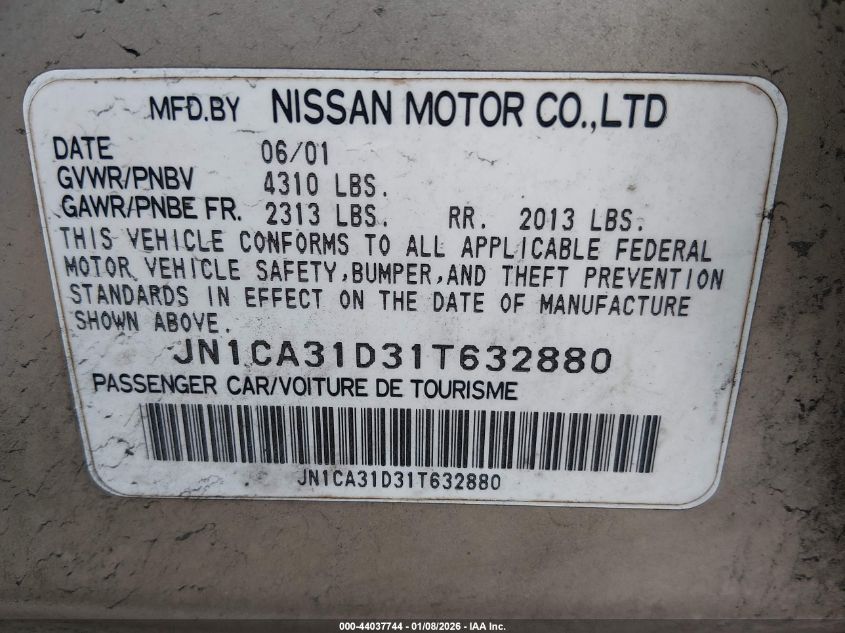 MFD.BY NISSAN MOTOR CO.,LTD
DATE 06/01
GVWR/PNBV 4310 LBS.
GAWR/PNBE FR. 2313 LBS. RR. 2013 LBS.
THIS VEHICLE CONFORMS TO ALL APPLICABLE FEDERAL
MOTOR VEHICLE SAFETY,BUMPER,AND THEFT PREVENTION
STANDARDS IN EFFECT ON THE DATE OF MANUFACTURE
SHOWN ABOVE.
JN1CA31D31T632880
PASSENGER CAR/VOITURE DE TOURISME
JN1CA31D31T632880
000-44037744 - 01/08/2026 - IAA Inc.